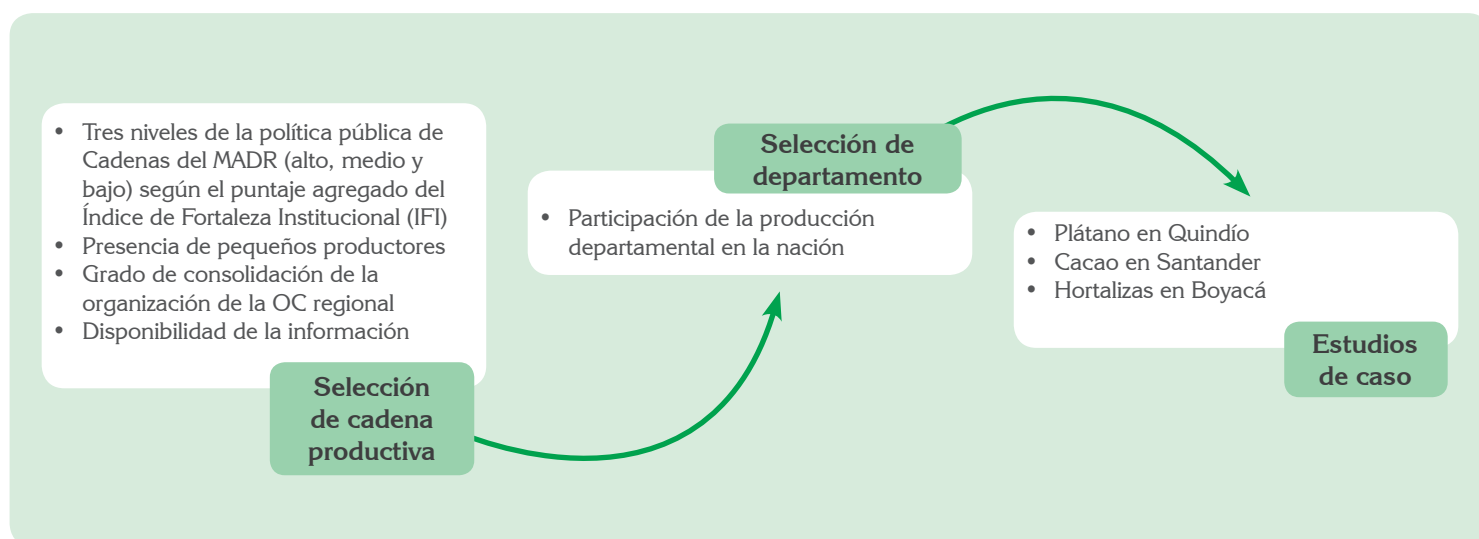 • Tres niveles de la política pública de
Cadenas del MADR (alto, medio y
bajo) según el puntaje agregado del
Índice de Fortaleza Institucional (IFI)
• Presencia de pequeños productores
• Grado de consolidación de la
organización de la OC regional
• Disponibilidad de la información
Selección
de cadena
productiva
Selección de
departamento
• Participación de la producción
departamental en la nación
• Plátano en Quindío
• Cacao en Santander
• Hortalizas en Boyacá
Estudios
de caso